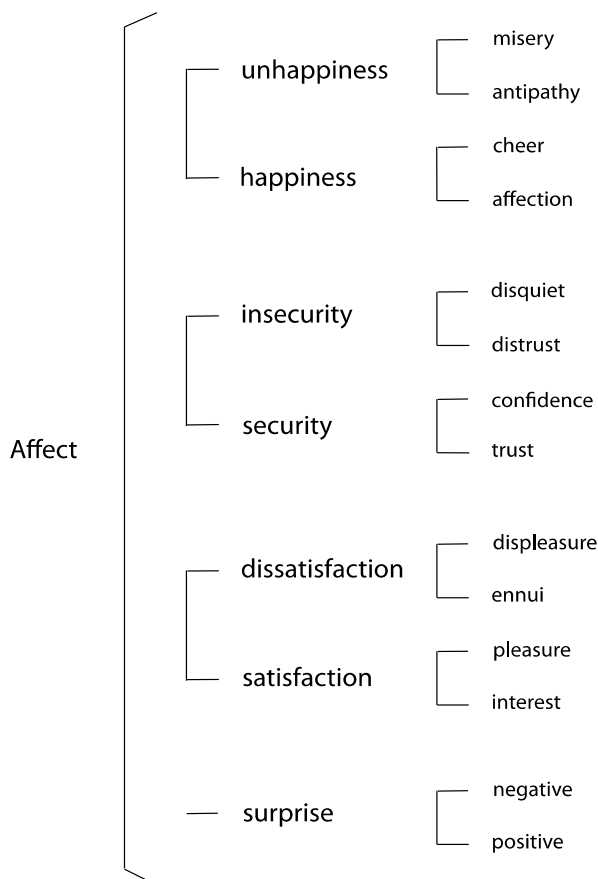 Affect
unhappiness
misery
antipathy
happiness
cheer
affection
insecurity
disquiet
distrust
security
confidence
trust
dissatisfaction
displeasure
ennui
satisfaction
pleasure
interest
surprise
negative
positive